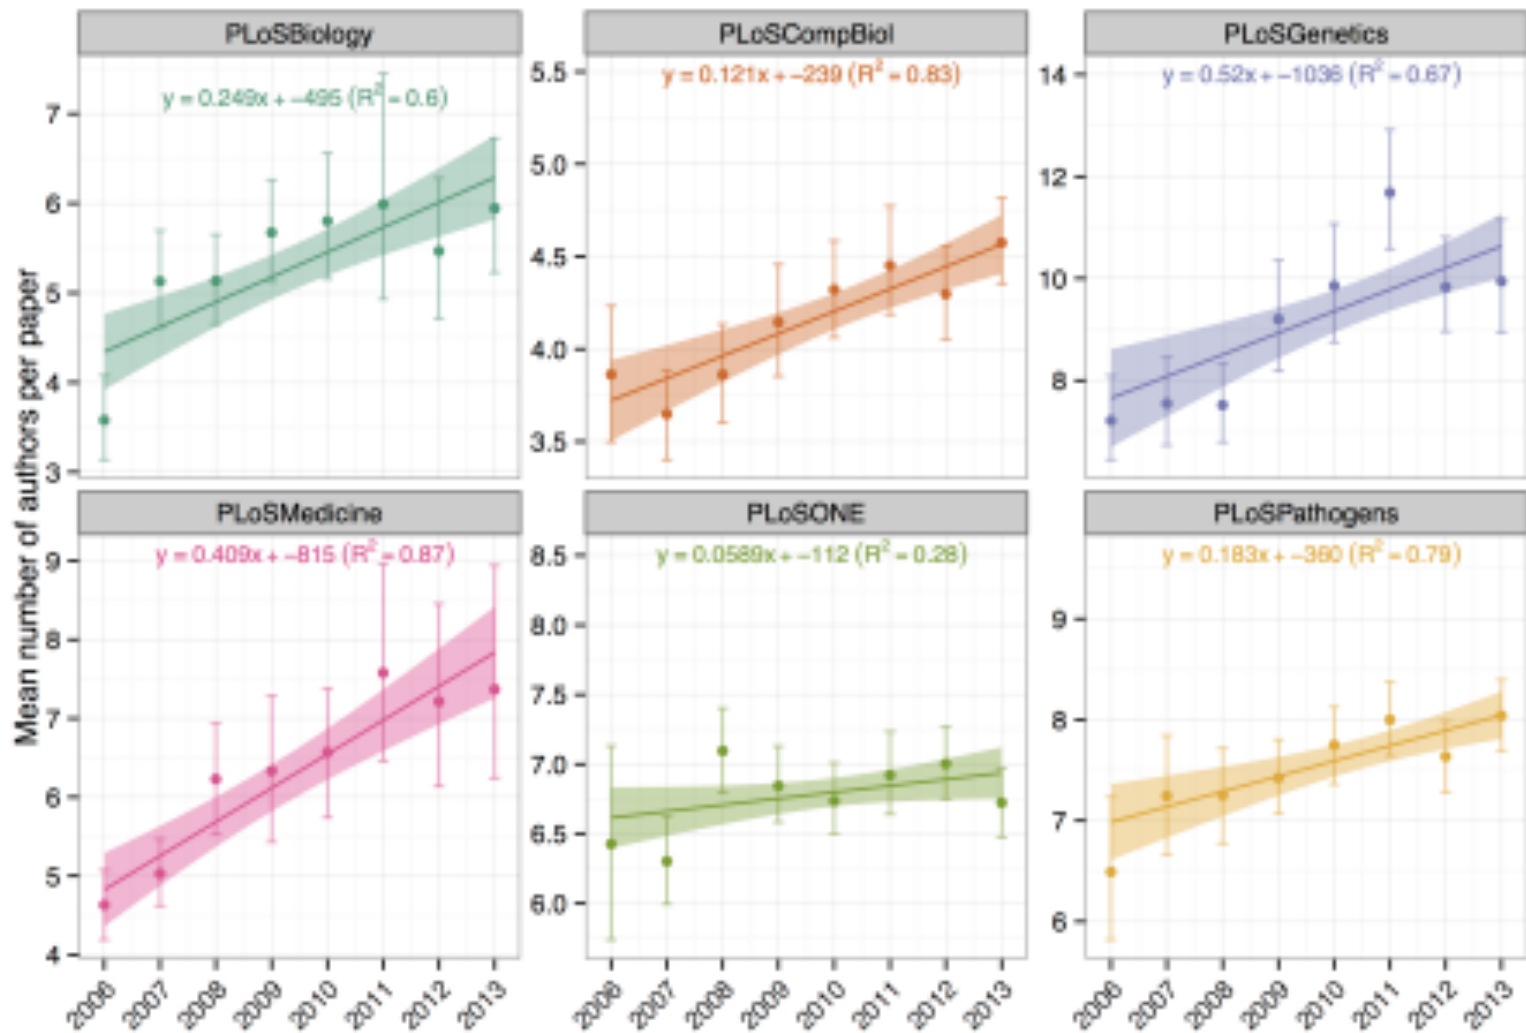 PLoSBiology
PLoSCompBiol
PLoSGenetics
y = 0.249x + −495 (R² = 0.6)
y = 0.121x + −239 (R² = 0.83)
y = 0.52x + −1036 (R² = 0.67)
7
6
5
4
3
5.5
5.0
4.5
4.0
3.5
14
12
10
8
Mean number of authors per paper
PLoSMedicine
PLoSONE
PLoSPathogens
y = 0.409x + −815 (R² = 0.87)
y = 0.0589x + −112 (R² = 0.28)
y = 0.183x + −360 (R² = 0.79)
9
8
7
6
5
4
8.5
8.0
7.5
7.0
6.5
6.0
9
8
7
6
2006 2007 2008 2009 2010 2011 2012 2013
2006 2007 2008 2009 2010 2011 2012 2013
2006 2007 2008 2009 2010 2011 2012 2013